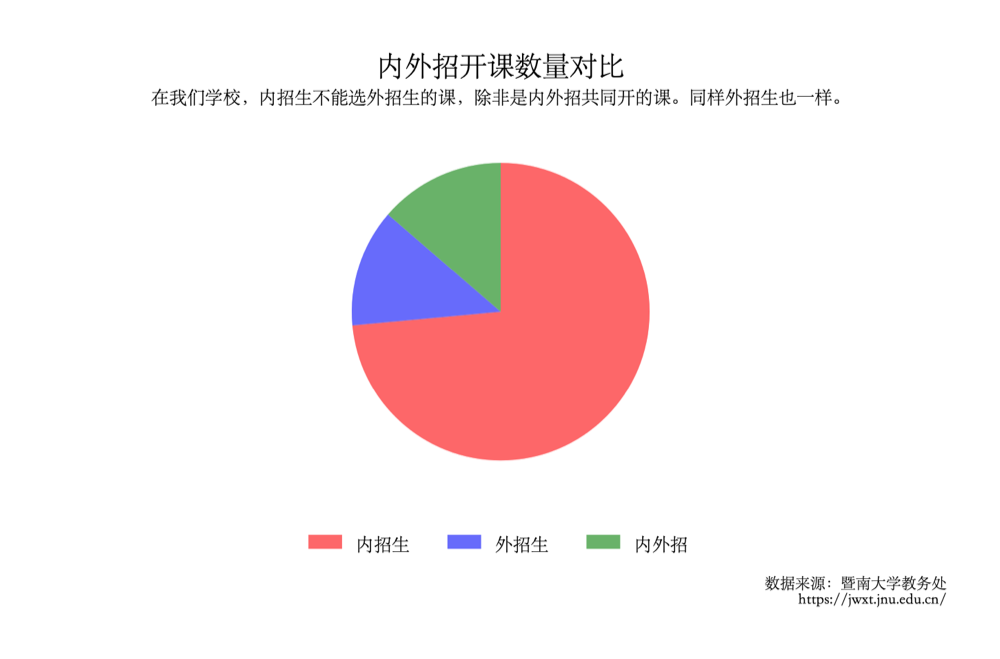 内外招开课数量对比
在我们学校，内招生不能选外招生的课，除非是内外招共同开的课。同样外招生也一样。
内招生 外招生 内外招
数据来源：暨南大学教务处
https://jwxt.jnu.edu.cn/